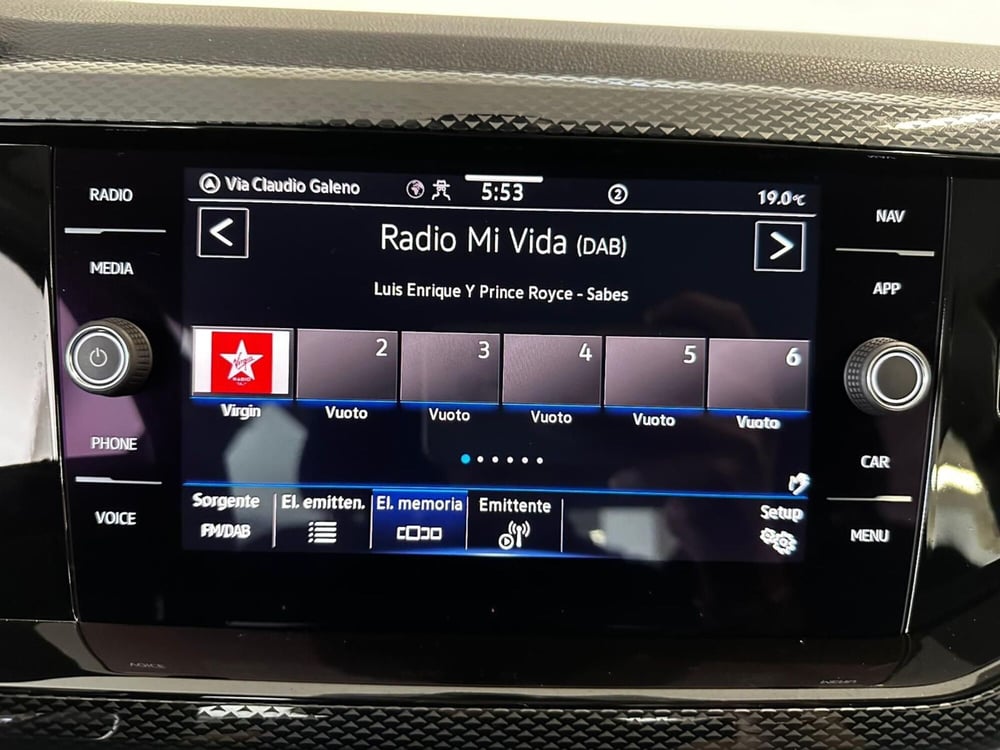 RADIO
MEDIA
PHONE
VOICE
Via Claudio Galeno
5:53
2
19.0°C
Radio Mi Vida (DAB)
Luis Enrique Y Prince Royce - Sabes
Virgin
RADIO
2
3
4
5
6
Virgin
Vuoto
Vuoto
Vuoto
Vuoto
Vuoto
Sorgente
El. emitten.
El. memoria
Emittente
Setup
FM/DAB
NAV
APP
CAR
MENU